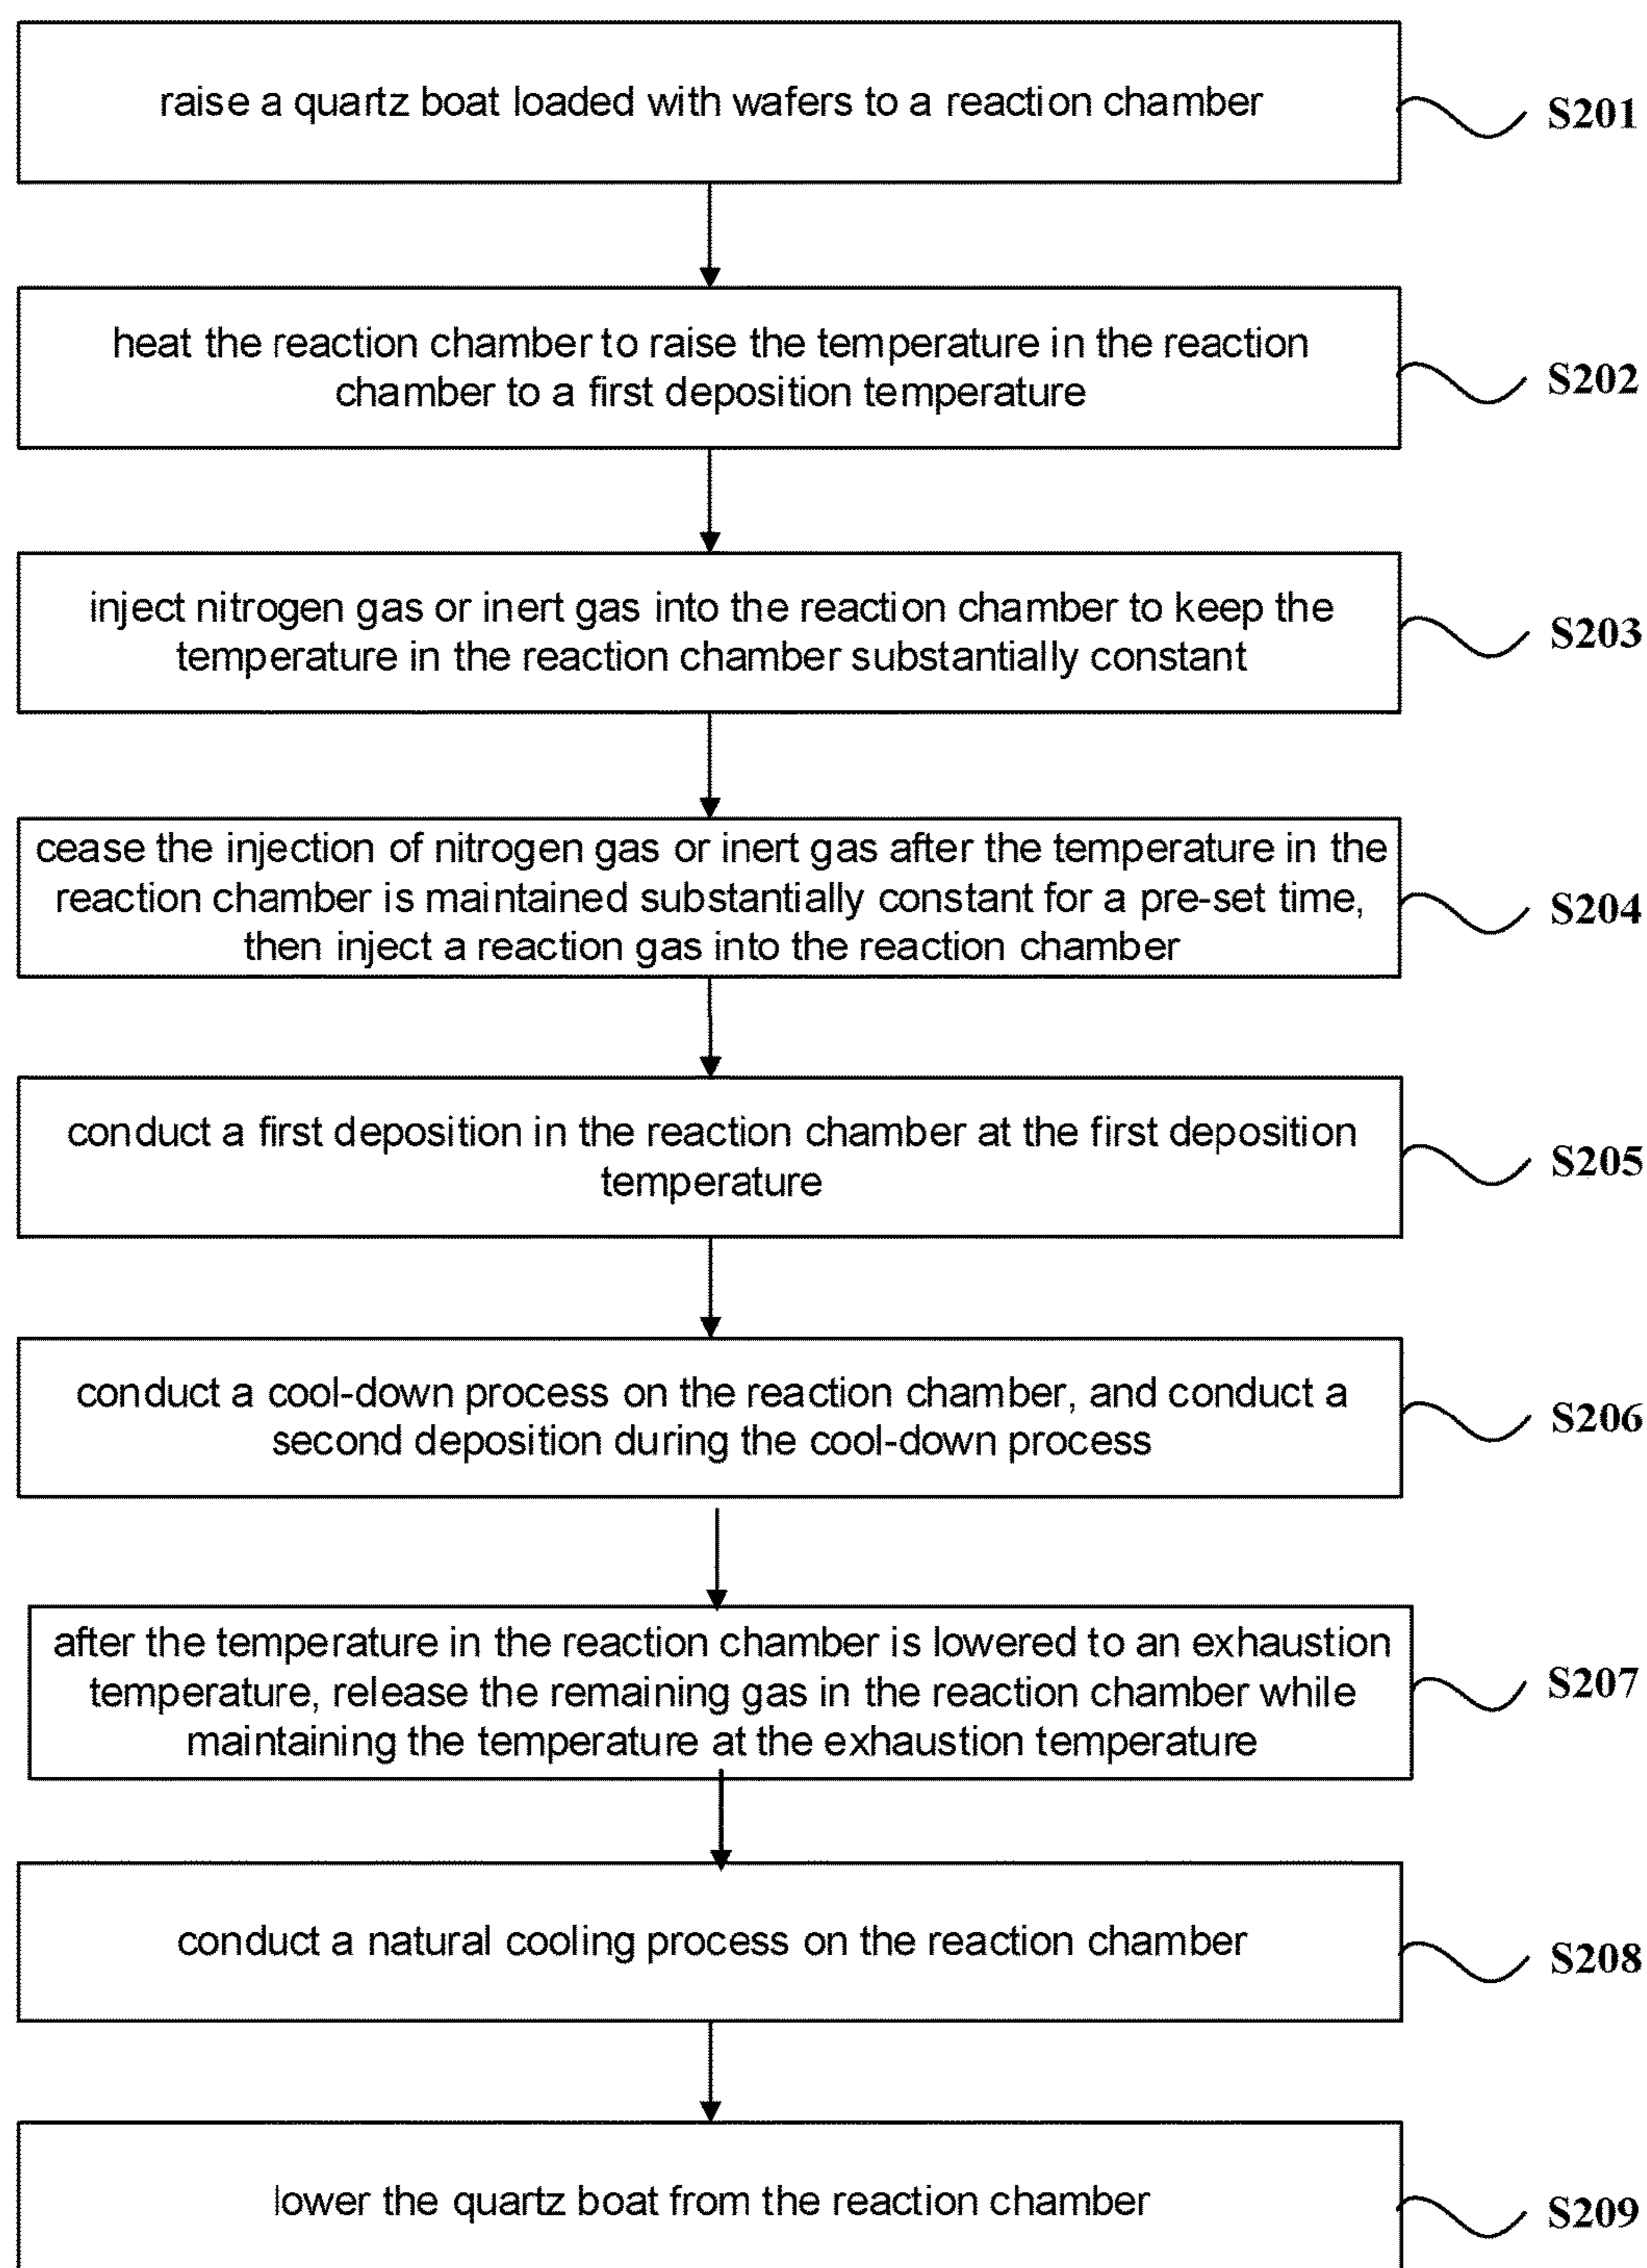 raise a quartz boat loaded with wafers to a reaction chamber
S201
heat the reaction chamber to raise the temperature in the reaction
chamber to a first deposition temperature
S202
inject nitrogen gas or inert gas into the reaction chamber to keep the
temperature in the reaction chamber substantially constant
S203
cease the injection of nitrogen gas or inert gas after the temperature in the
reaction chamber is maintained substantially constant for a pre-set time,
then inject a reaction gas into the reaction chamber
S204
conduct a first deposition in the reaction chamber at the first deposition
temperature
S205
conduct a cool-down process on the reaction chamber, and conduct a
second deposition during the cool-down process
S206
after the temperature in the reaction chamber is lowered to an exhaustion
temperature, release the remaining gas in the reaction chamber while
maintaining the temperature at the exhaustion temperature
S207
conduct a natural cooling process on the reaction chamber
S208
lower the quartz boat from the reaction chamber
S209